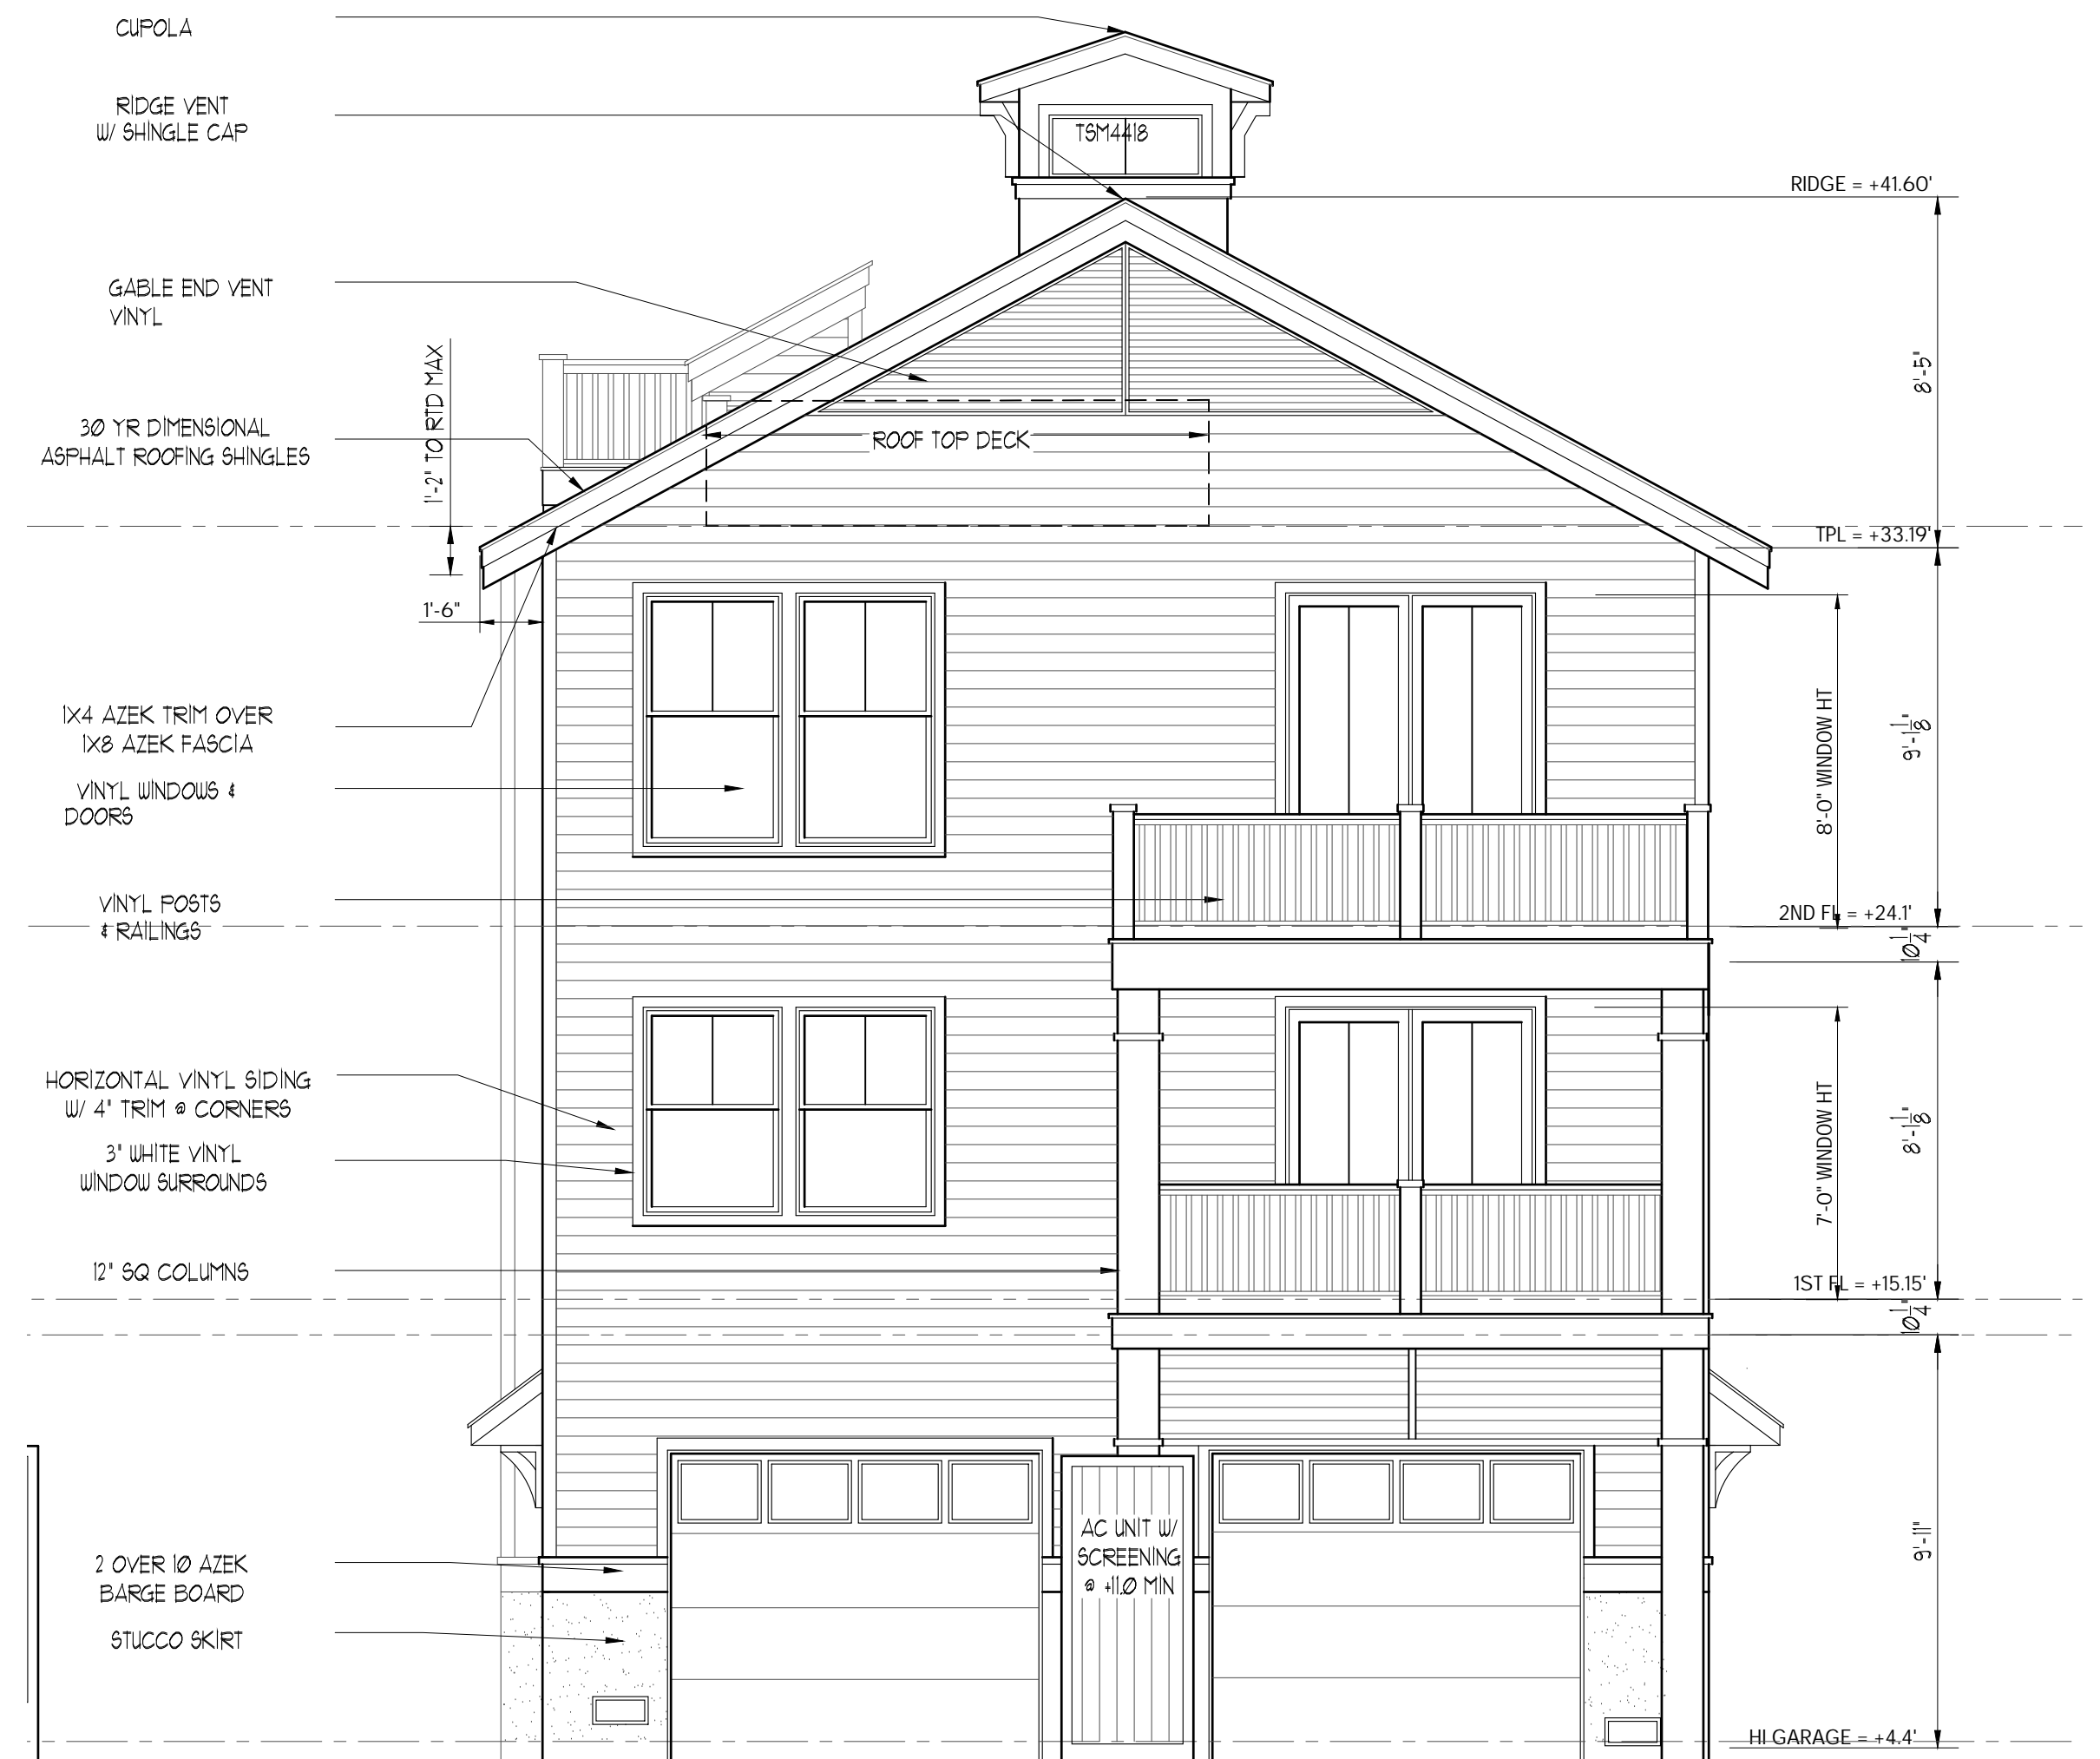 CUPOLA
RIDGE VENT
W/ SHINGLE CAP
TSM4418
RIDGE = +41.60'
GABLE END VENT
VINYL
8'-5"
1'-2" TO RTD MAX
30 YR DIMENSIONAL
ASPHALT ROOFING SHINGLES
ROOF TOP DECK
TPL = +33.19'
1'-6"
1X4 AZEK TRIM OVER
1X8 AZEK FASCIA
8'-0" WINDOW HT
9'-1 1/8"
VINYL WINDOWS &
DOORS
VINYL POSTS
& RAILINGS
2ND FL = +24.1'
10 1/4"
HORIZONTAL VINYL SIDING
W/ 4" TRIM @ CORNERS
7'-0" WINDOW HT
8'-1 1/8"
3" WHITE VINYL
WINDOW SURROUNDS
12" SQ COLUMNS
1ST FL = +15.15'
10 1/4"
AC UNIT W/
SCREENING
@ +11.0 MIN
9'-11"
2 OVER 10 AZEK
BARGE BOARD
STUCCO SKIRT
HI GARAGE = +4.4'